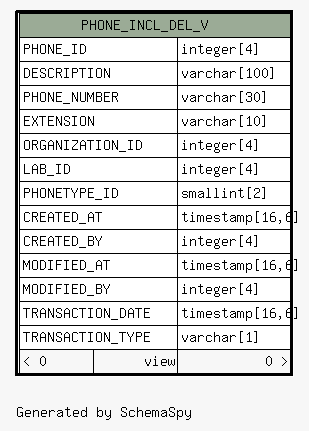 PHONE_INCL_DEL_V
PHONE_ID integer[4]
DESCRIPTION varchar[100]
PHONE_NUMBER varchar[30]
EXTENSION varchar[10]
ORGANIZATION_ID integer[4]
LAB_ID integer[4]
PHONETYPE_ID smallint[2]
CREATED_AT timestamp[16,6]
CREATED_BY integer[4]
MODIFIED_AT timestamp[16,6]
MODIFIED_BY integer[4]
TRANSACTION_DATE timestamp[16,6]
TRANSACTION_TYPE varchar[1]
< 0 view 0 >
Generated by SchemaSpy